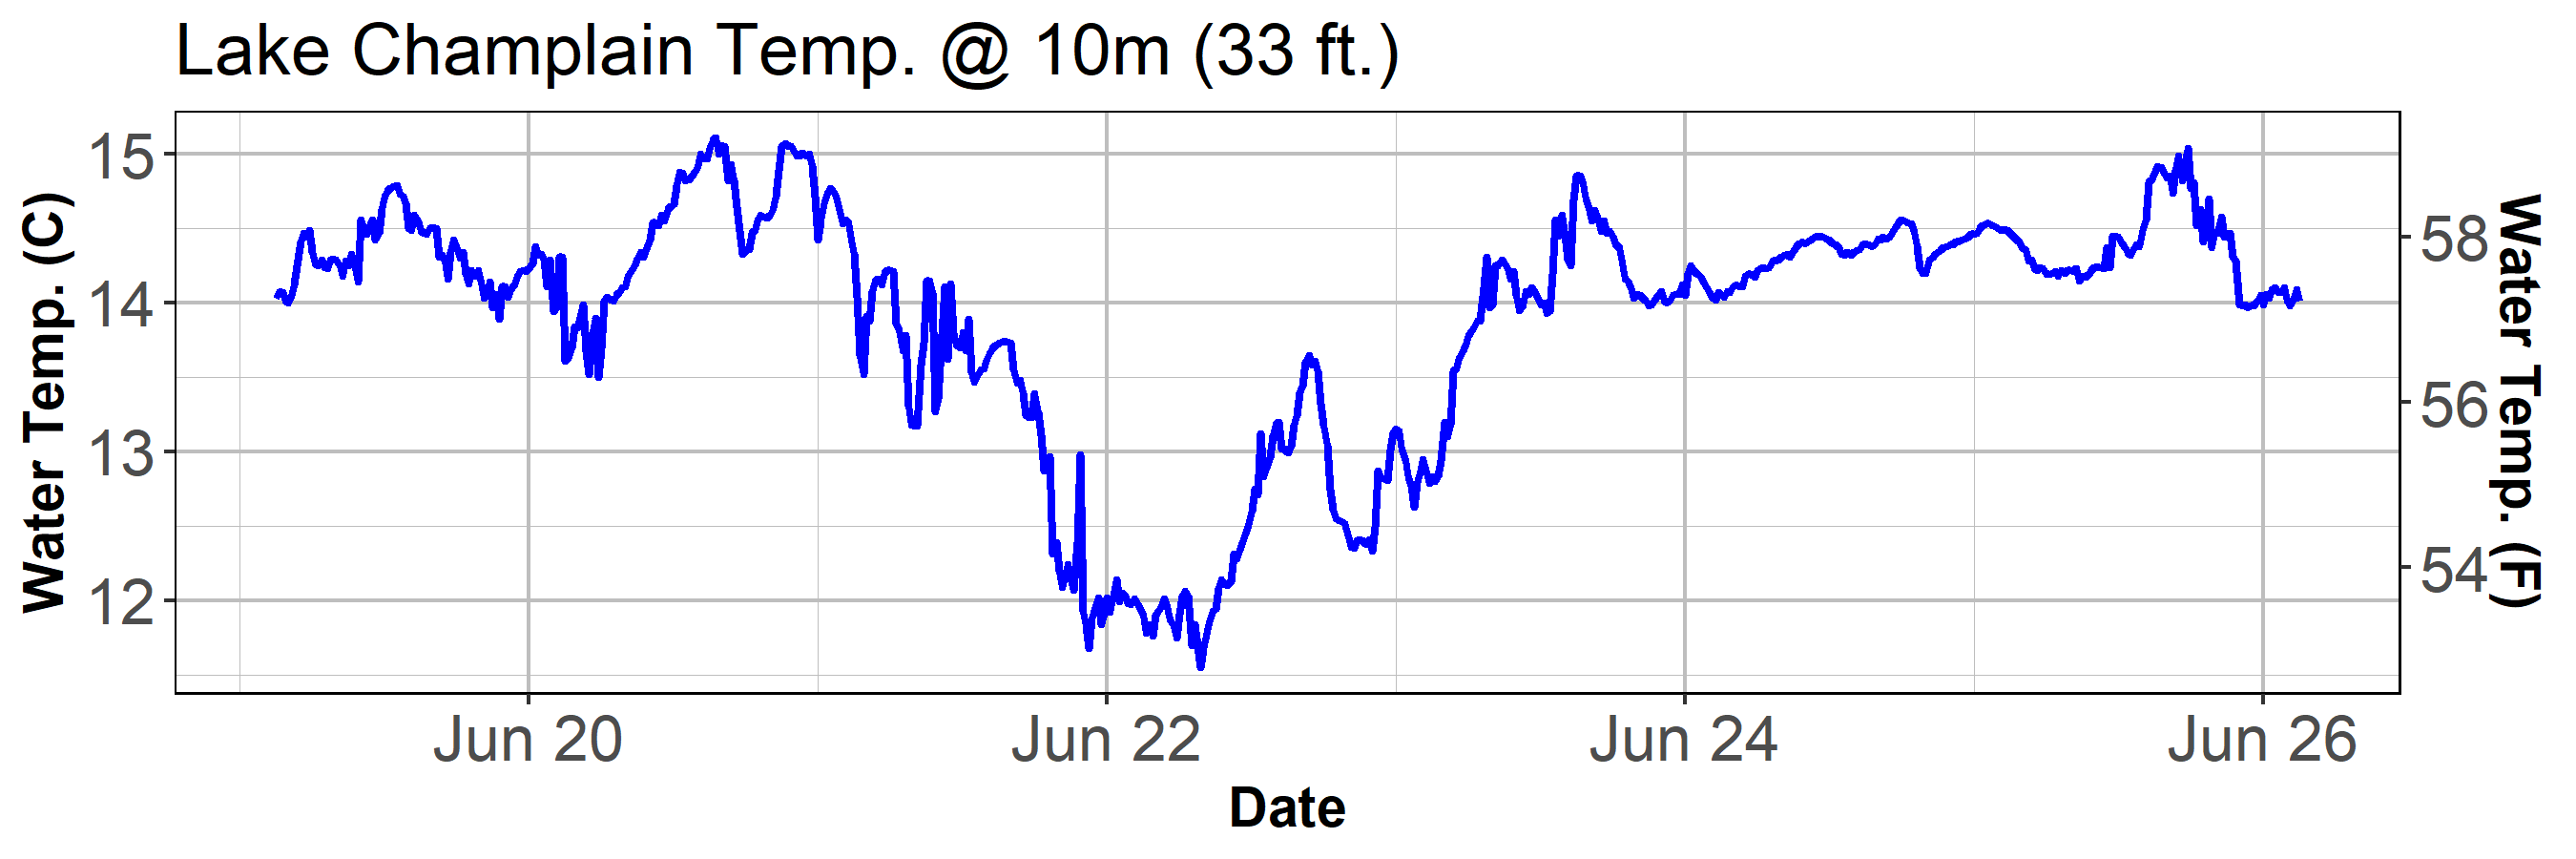 Lake Champlain Temp. @ 10m (33 ft.)
Water Temp. (C)
15
14
13
12
58
56
54
Water Temp. (F)
Jun 20 Jun 22 Jun 24 Jun 26
Date